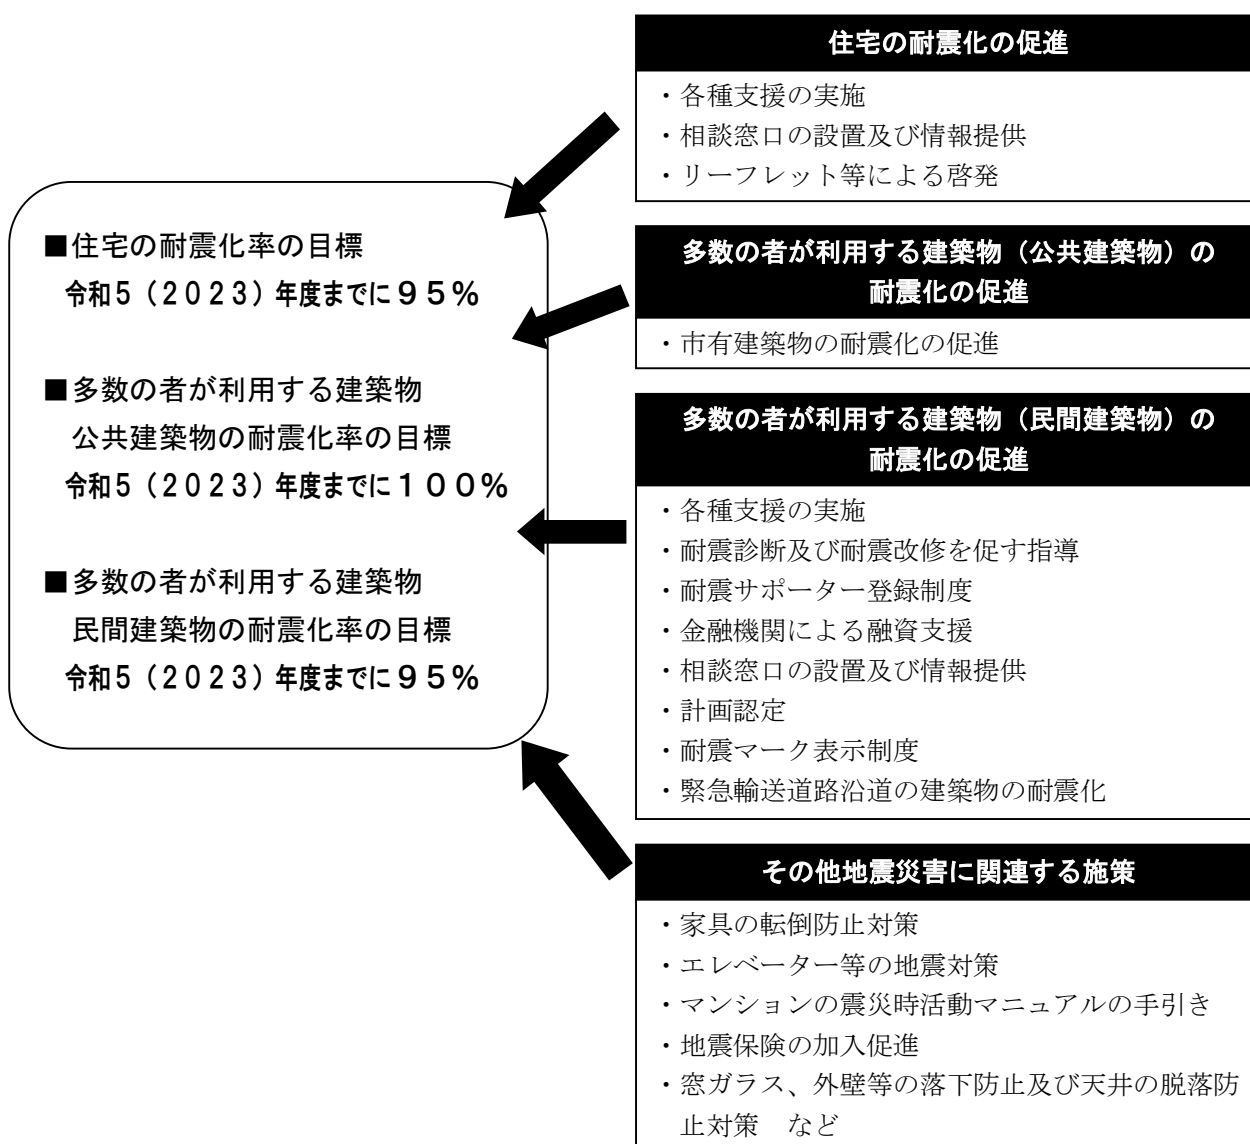 ■住宅の耐震化率の目標
令和5（2023）年度までに95％
■多数の者が利用する建築物
公共建築物の耐震化率の目標
令和5（2023）年度までに100％
■多数の者が利用する建築物
民間建築物の耐震化率の目標
令和5（2023）年度までに95％
住宅の耐震化の促進
・各種支援の実施
・相談窓口の設置及び情報提供
・リーフレット等による啓発
多数の者が利用する建築物（公共建築物）の
耐震化の促進
・市有建築物の耐震化の促進
多数の者が利用する建築物（民間建築物）の
耐震化の促進
・各種支援の実施
・耐震診断及び耐震改修を促す指導
・耐震サポーター登録制度
・金融機関による融資支援
・相談窓口の設置及び情報提供
・計画認定
・耐震マーク表示制度
・緊急輸送道路沿道の建築物の耐震化
その他地震災害に関連する施策
・家具の転倒防止対策
・エレベーター等の地震対策
・マンションの震災時活動マニュアルの手引き
・地震保険の加入促進
・窓ガラス、外壁等の落下防止及び天井の脱落防
止対策　など